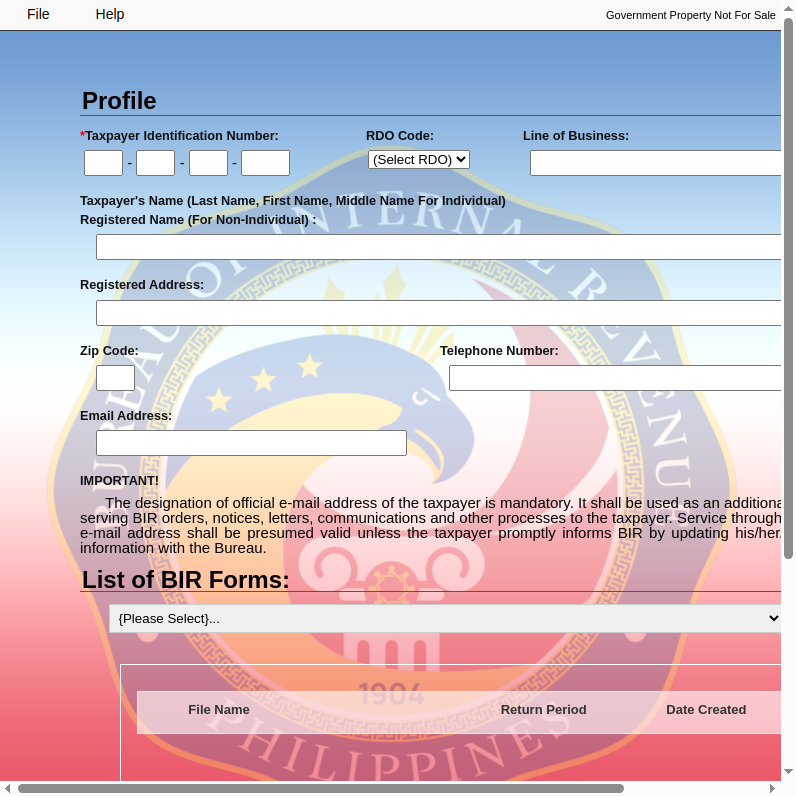 File Help Government Property Not For Sale
Profile
*Taxpayer Identification Number: RDO Code: Line of Business:
- - - (Select RDO)
Taxpayer's Name (Last Name, First Name, Middle Name For Individual)
Registered Name (For Non-Individual) :
Registered Address:
Zip Code: Telephone Number:
Email Address:
IMPORTANT!
The designation of official e-mail address of the taxpayer is mandatory. It shall be used as an additiona
serving BIR orders, notices, letters, communications and other processes to the taxpayer. Service through
e-mail address shall be presumed valid unless the taxpayer promptly informs BIR by updating his/her
information with the Bureau.
List of BIR Forms:
{Please Select}...
File Name Return Period Date Created
BUREAU OF INTERNAL REVENUE
1904
PHILIPPINES